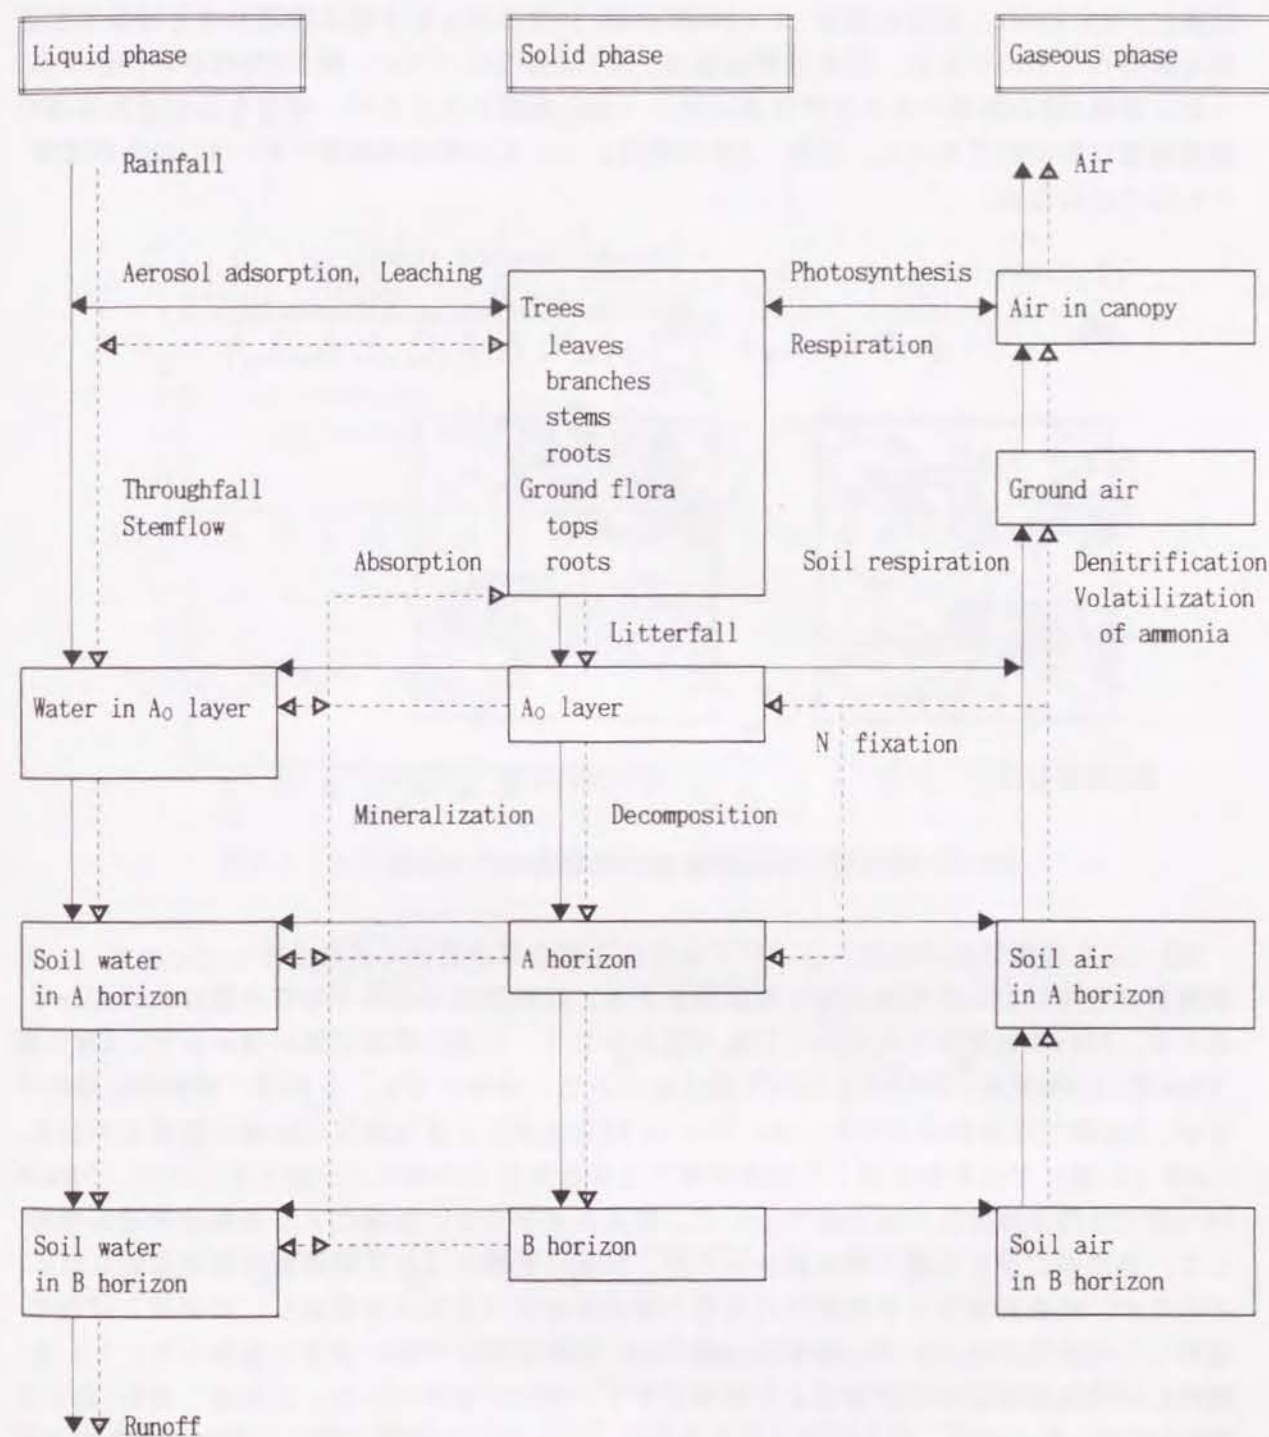 Liquid phase
Solid phase
Gaseous phase
Rainfall
Air
Aerosol adsorption, Leaching
Photosynthesis
Respiration
Trees
leaves
branches
stems
roots
Ground flora
tops
roots
Air in canopy
Ground air
Throughfall
Stemflow
Absorption
Soil respiration
Denitrification
Volatilization
of ammonia
Litterfall
Water in A₀ layer
A₀ layer
N fixation
Mineralization
Decomposition
Soil water
in A horizon
A horizon
Soil air
in A horizon
Soil water
in B horizon
B horizon
Soil air
in B horizon
Runoff